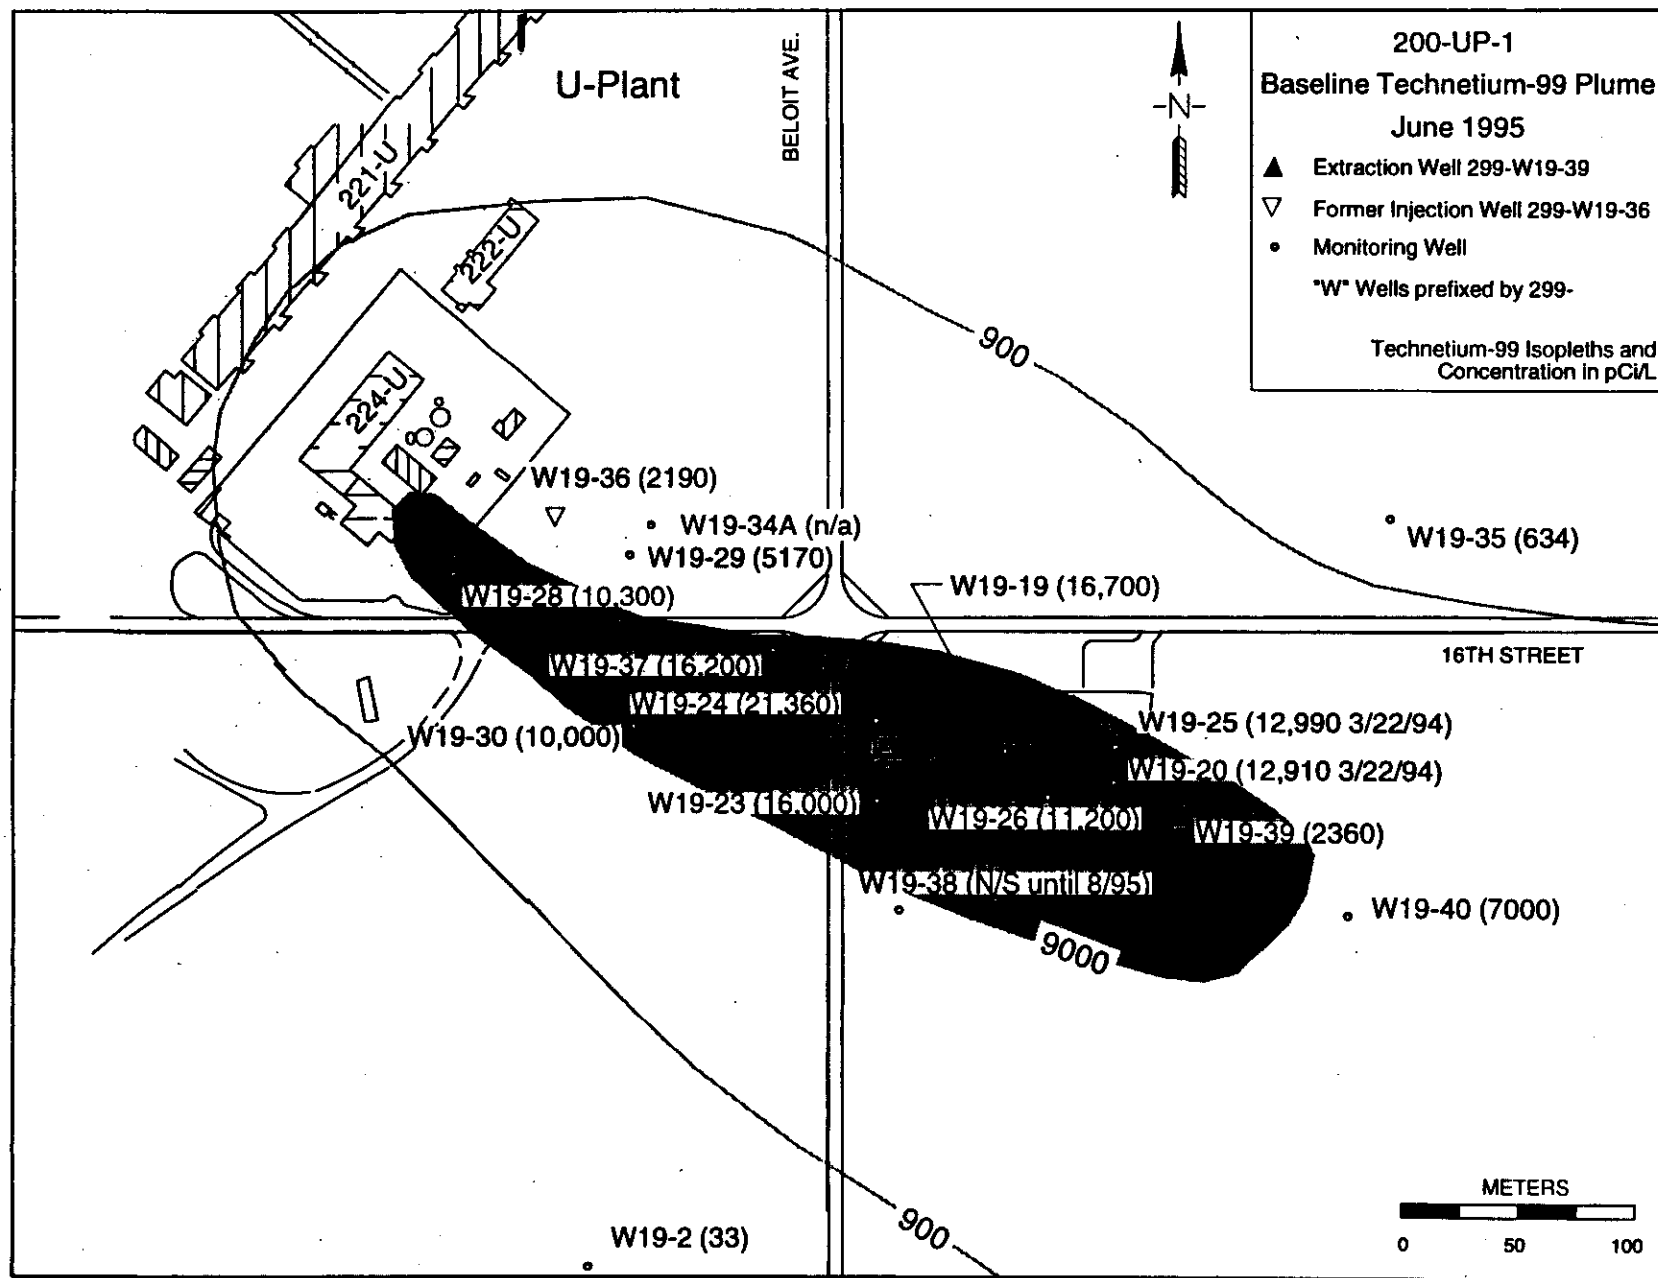 200-UP-1
Baseline Technetium-99 Plume
June 1995
Extraction Well 299-W19-39
Former Injection Well 299-W19-36
Monitoring Well
"W" Wells prefixed by 299-
Technetium-99 Isopleths and
Concentration in pCi/L
U-Plant
BELOIT AVE.
-N-
221-U
222-U
224-U
900
W19-36 (2190)
W19-34A (n/a)
W19-29 (5170)
W19-35 (634)
W19-28 (10,300)
W19-19 (16,700)
16TH STREET
W19-37 (16,200)
W19-24 (21,360)
W19-30 (10,000)
W19-25 (12,990 3/22/94)
W19-20 (12,910 3/22/94)
W19-23 (16,000)
W19-26 (11,200)
W19-39 (2360)
W19-38 (N/S until 8/95)
W19-40 (7000)
9000
900
W19-2 (33)
METERS
0 50 100